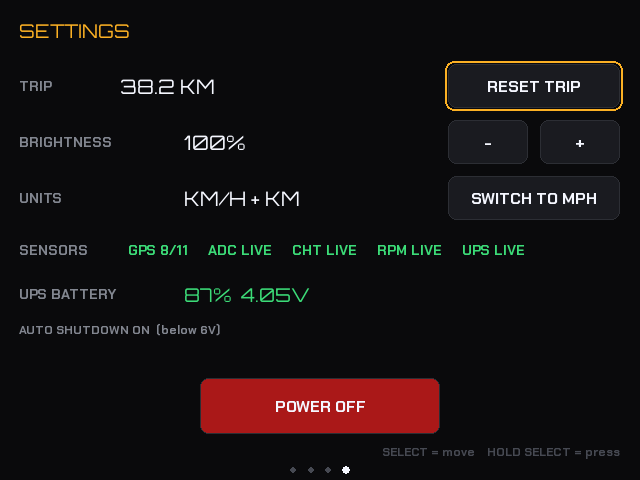 SETTINGS
TRIP 38.2 KM RESET TRIP
BRIGHTNESS 100% - +
UNITS KM/H + KM SWITCH TO MPH
SENSORS GPS 8/11 ADC LIVE CHT LIVE RPM LIVE UPS LIVE
UPS BATTERY 87% 4.05V
AUTO SHUTDOWN ON (below 6V)
POWER OFF
SELECT = move HOLD SELECT = press